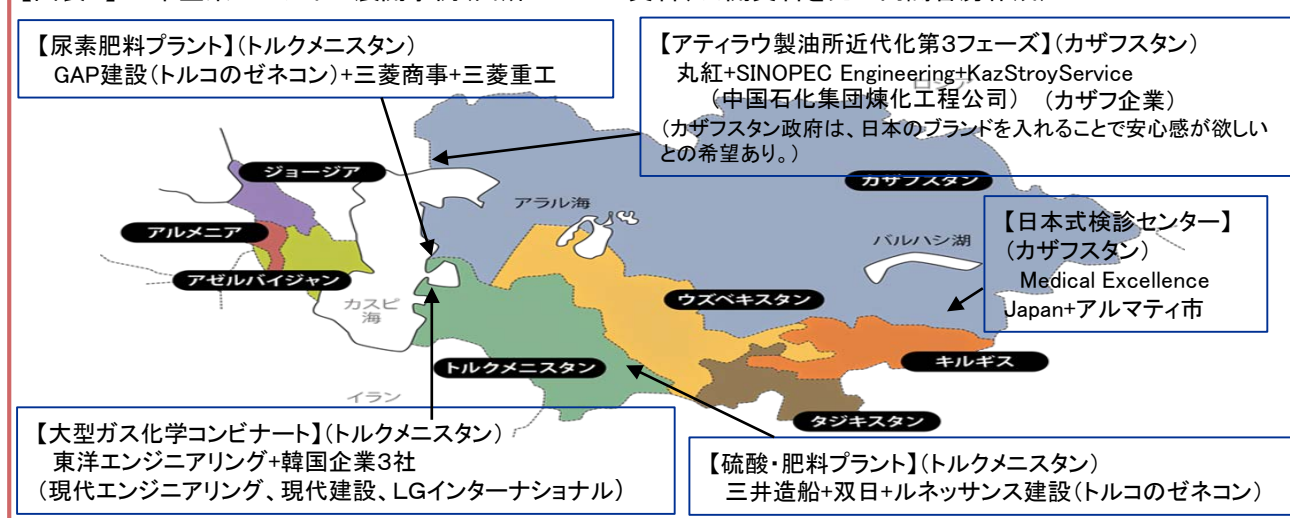 【尿素肥料プラント】(トルクメニスタン)
GAP建設(トルコのゼネコン)+三菱商事+三菱重工
【アティラウ製油所近代化第3フェーズ】(カザフスタン)
丸紅+SINOPEC Engineering+KazStroyService
(中国石化集団煉化工程公司) (カザフ企業)
(カザフスタン政府は、日本のブランドを入れることで安心感が欲しい
との希望あり。)
ロシア
ジョージア
カザフスタン
アラル海
【日本式検診センター】
(カザフスタン)
Medical Excellence
Japan+アルマティ市
アルメニア
バルハシ湖
アゼルバイジャン
カスピ
海
ウズベキスタン
トルクメニスタン
キルギス
イラン
タジキスタン
【大型ガス化学コンビナート】(トルクメニスタン)
東洋エンジニアリング+韓国企業3社
(現代エンジニアリング、現代建設、LGインターナショナル)
【硫酸・肥料プラント】(トルクメニスタン)
三井造船+双日+ルネッサンス建設(トルコのゼネコン)